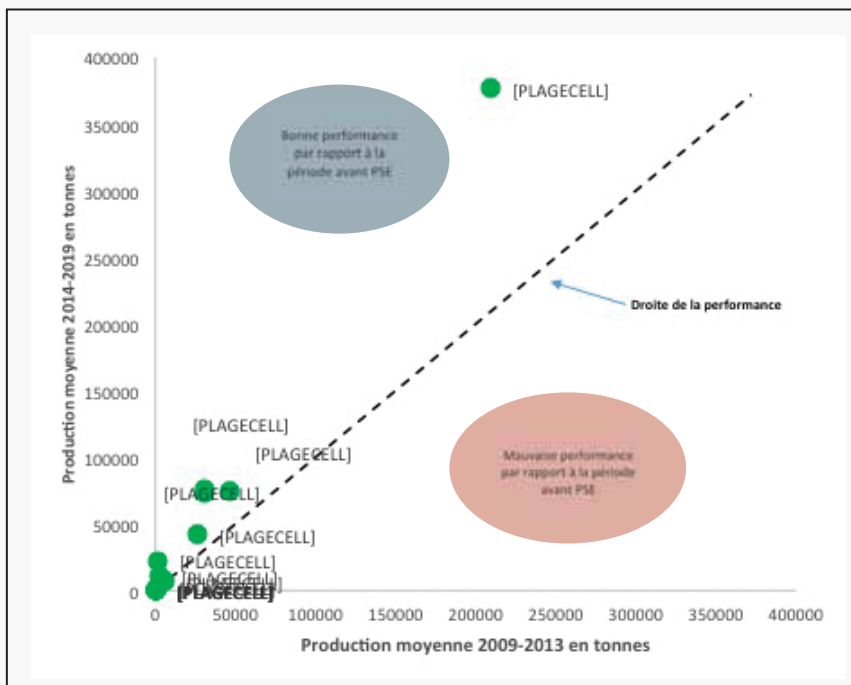 400000
350000
300000
250000
200000
150000
100000
50000
0
Production moyenne 2014-2019 en tonnes
[PLAGECELL]
Bonne performance
par rapport à la
période avant PSE
Droite de la performance
[PLAGECELL]
[PLAGECELL]
Mauvaise performance
par rapport à la période
avant PSE
[PLAGECELL]
[PLAGECELL]
[PLAGECELL]
[PLAGECELL]
[PLAGECELL]
[PLAGECELL]
0 50000 100000 150000 200000 250000 300000 350000 400000
Production moyenne 2009-2013 en tonnes